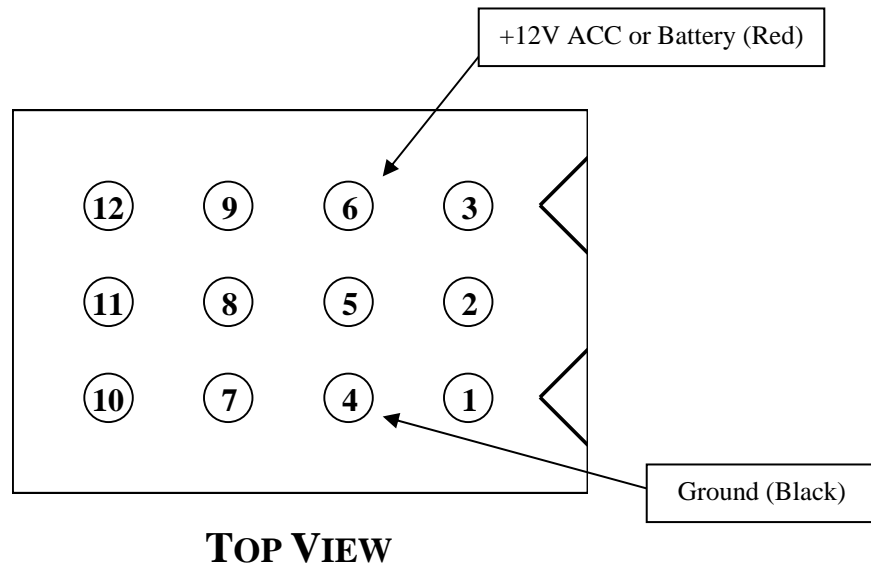 +12V ACC or Battery (Red)
12 9 6 3
11 8 5 2
10 7 4 1
Ground (Black)
TOP VIEW